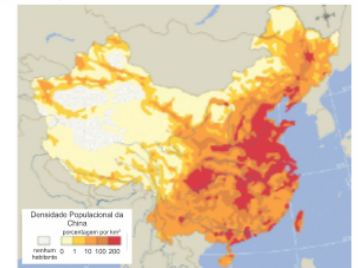 Densidade Populacional da
China
porcentagem por km²
nenhum habitante 0 1 10 100 200